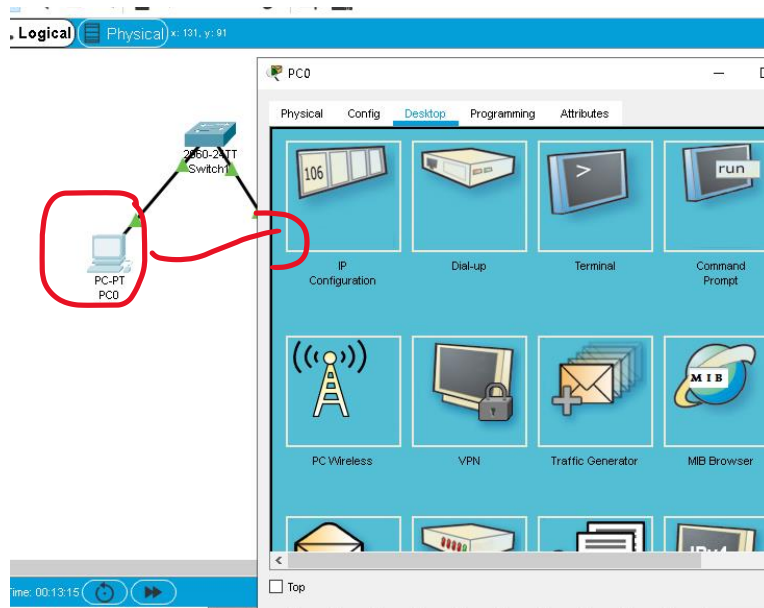 Logical
Physical x: 131, y: 91
PC0
Physical Config Desktop Programming Attributes
2960-24TT
Switch1
106
run
PC-PT
PC0
IP
Configuration
Dial-up
Terminal
Command
Prompt
MIB
PC Wireless
VPN
Traffic Generator
MIB Browser
Time: 00:13:15
Top